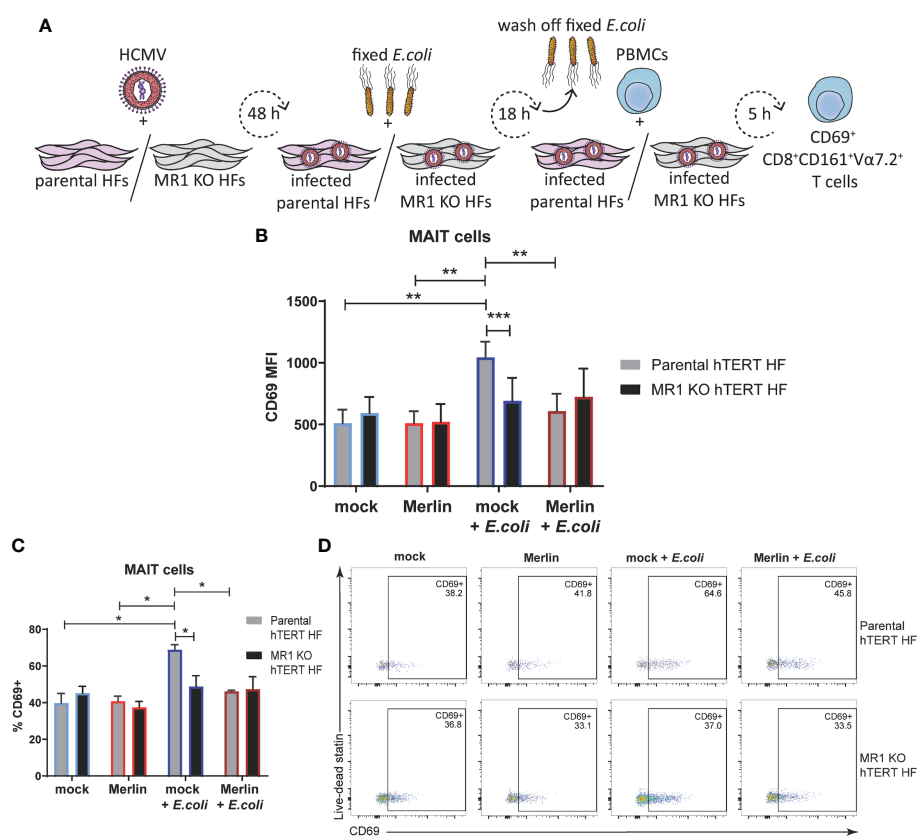 A
HCMV
+
parental HFs
MR1 KO HFs
48 h
fixed E.coli
+
infected
parental HFs
infected
MR1 KO HFs
18 h
wash off fixed E.coli
PBMCs
+
infected
parental HFs
infected
MR1 KO HFs
5 h
CD69+
CD8+CD161+Vα7.2+
T cells
B
MAIT cells
**
**
**
***
1500
1000
500
0
CD69 MFI
mock
Merlin
mock
+ E.coli
Merlin
+ E.coli
Parental hTERT HF
MR1 KO hTERT HF
C
MAIT cells
*
*
*
*
80
60
40
20
0
% CD69+
mock
Merlin
mock
+ E.coli
Merlin
+ E.coli
Parental
hTERT HF
MR1 KO
hTERT HF
D
mock
Merlin
mock + E.coli
Merlin + E.coli
CD69+
38.2
CD69+
41.8
CD69+
64.6
CD69+
45.8
Parental
hTERT HF
CD69+
36.8
CD69+
33.1
CD69+
37.0
CD69+
33.5
MR1 KO
hTERT HF
Live-dead statin
CD69